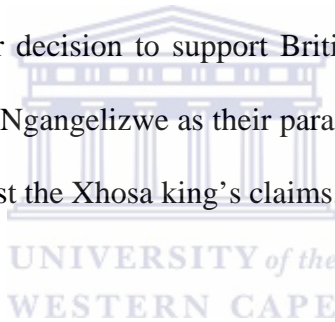 r decision to support Briti
Ngangelizwe as their para
st the Xhosa king's claims
UNIVERSITY of the
WESTERN CAPE